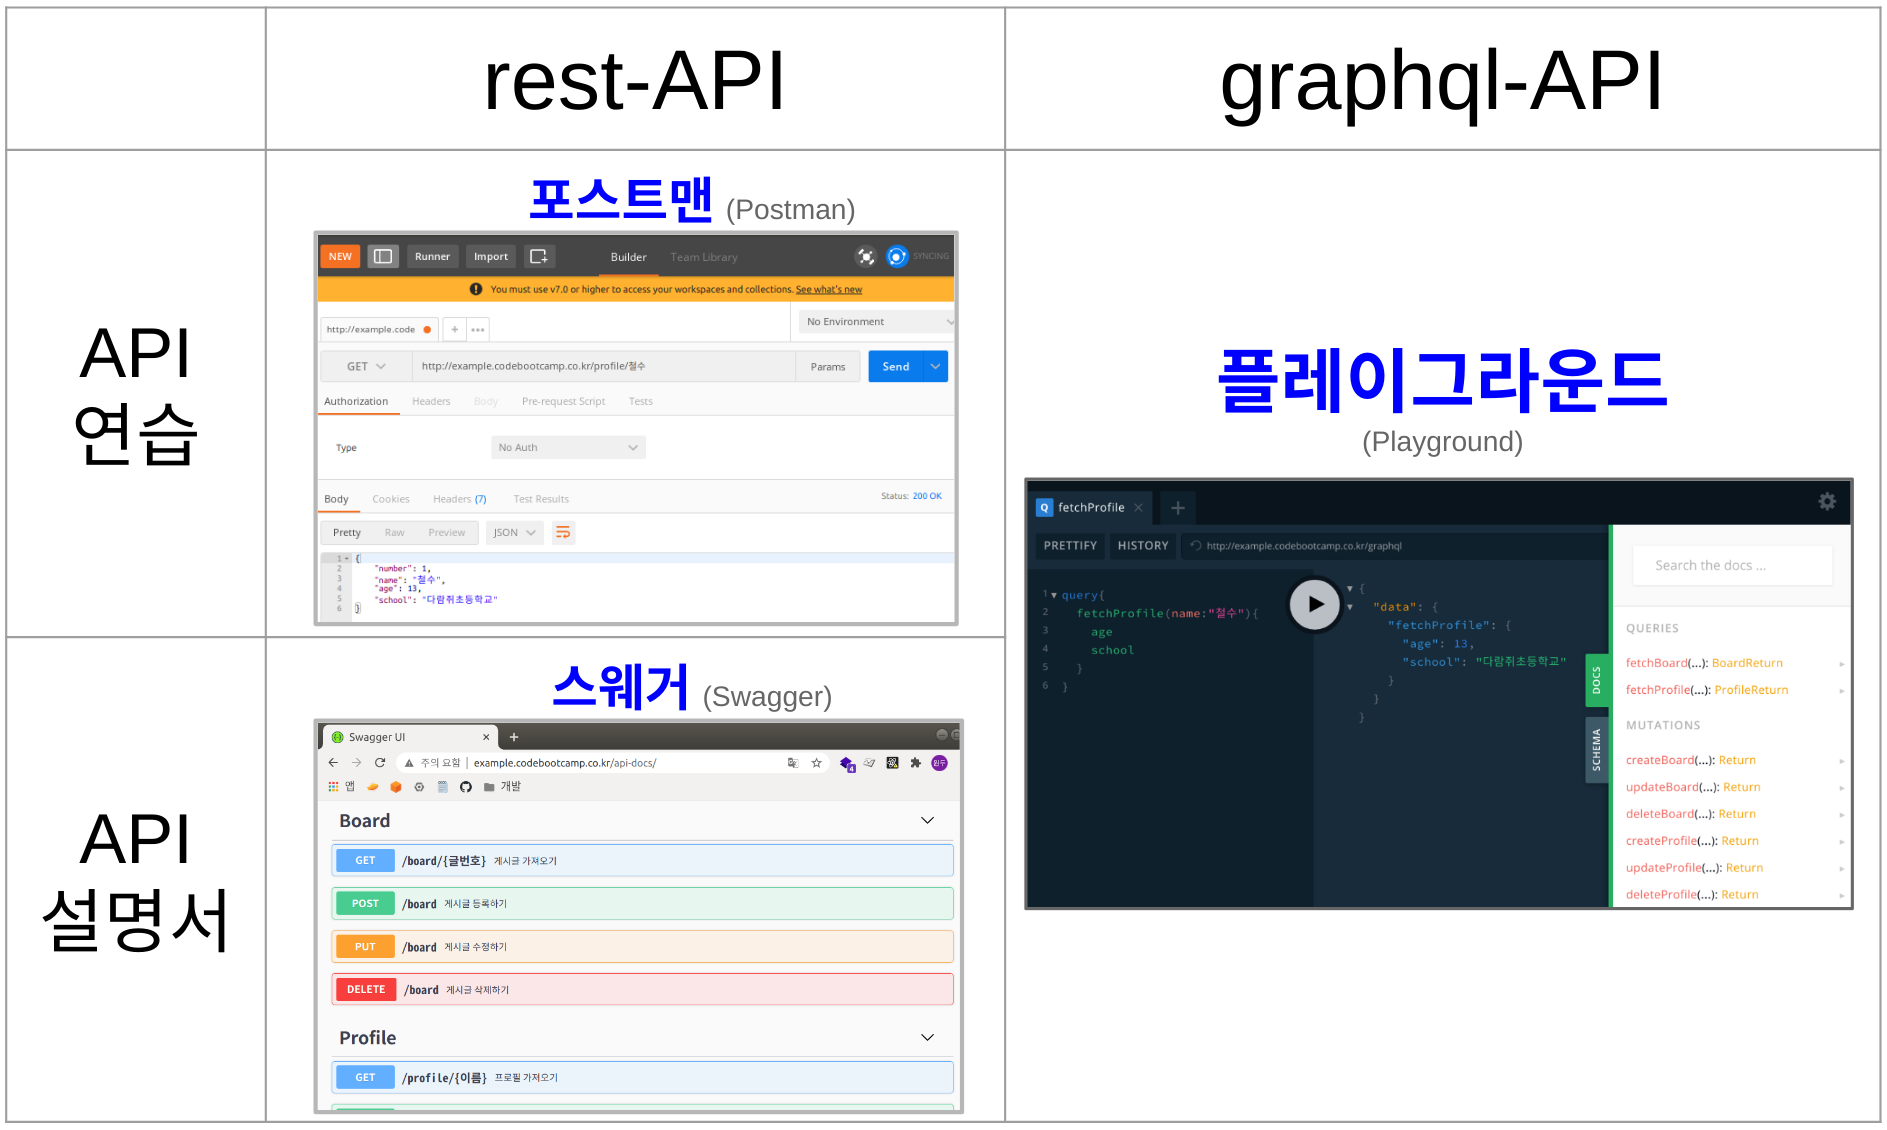 rest-API
graphql-API
API
연습
포스트맨 (Postman)
NEW
Runner
Import
Builder
Team Library
SYNCING
You must use v7.0 or higher to access your workspaces and collections. See what's new
http://example.code
+
•••
No Environment
GET
http://example.codebootcamp.co.kr/profile/철수
Params
Send
Authorization
Headers
Body
Pre-request Script
Tests
Type
No Auth
Body
Cookies
Headers (7)
Test Results
Status: 200 OK
Pretty
Raw
Preview
JSON
1 {
2 "number": 1,
3 "name": "철수",
4 "age": 13,
5 "school": "다람쥐초등학교"
6 }
플레이그라운드
(Playground)
Q fetchProfile ×
+
PRETTIFY
HISTORY
http://example.codebootcamp.co.kr/graphql
1 query{
2 fetchProfile(name:"철수"){
3 age
4 school
5 }
6 }
{
"data": {
"fetchProfile": {
"age": 13,
"school": "다람쥐초등학교"
}
}
}
DOCS
SCHEMA
Search the docs ...
QUERIES
fetchBoard(...): BoardReturn
fetchProfile(...): ProfileReturn
MUTATIONS
createBoard(...): Return
updateBoard(...): Return
deleteBoard(...): Return
createProfile(...): Return
updateProfile(...): Return
deleteProfile(...): Return
API
설명서
스웨거 (Swagger)
Swagger UI × +
주의 요함 | example.codebootcamp.co.kr/api-docs/
4
원두
앱
개발
Board
GET /board/{글번호} 게시글 가져오기
POST /board 게시글 등록하기
PUT /board 게시글 수정하기
DELETE /board 게시글 삭제하기
Profile
GET /profile/{이름} 프로필 가져오기